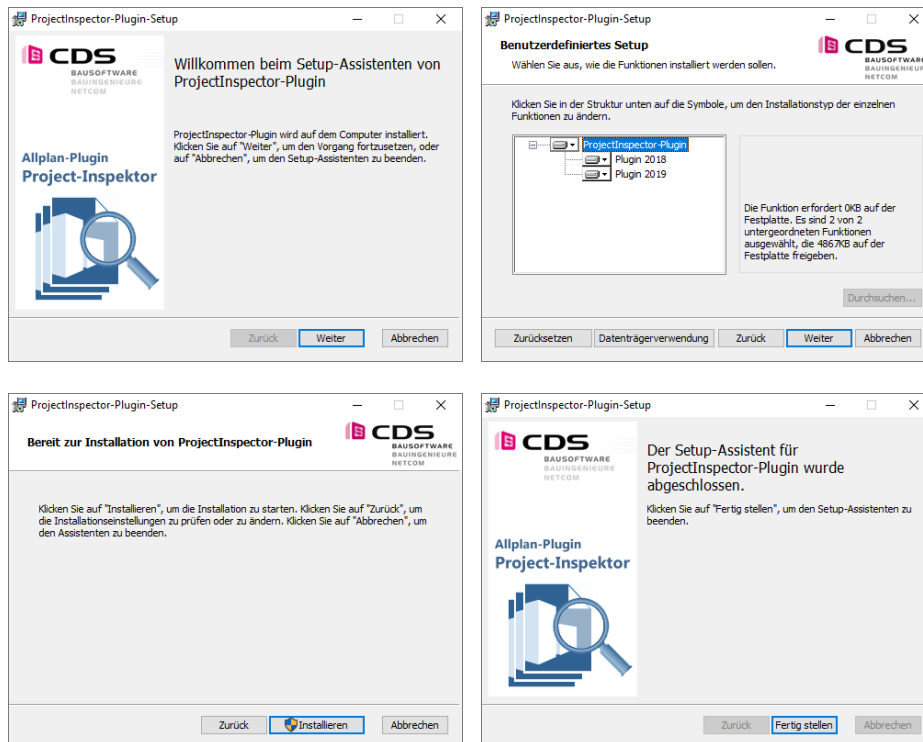 ProjectInspector-Plugin-Setup
CDS
BAUSOFTWARE
BAUINGENIEURE
NETCOM
Willkommen beim Setup-Assistenten von
ProjectInspector-Plugin
ProjectInspector-Plugin wird auf dem Computer installiert.
Klicken Sie auf "Weiter", um den Vorgang fortzusetzen, oder
auf "Abbrechen", um den Setup-Assistenten zu beenden.
Allplan-Plugin
Project-Inspektor
Zurück
Weiter
Abbrechen
ProjectInspector-Plugin-Setup
Benutzerdefiniertes Setup
Wählen Sie aus, wie die Funktionen installiert werden sollen.
CDS
BAUSOFTWARE
BAUINGENIEUR
NETCOM
Klicken Sie in der Struktur unten auf die Symbole, um den Installationstyp der einzelnen
Funktionen zu ändern.
ProjectInspector-Plugin
Plugin 2018
Plugin 2019
Die Funktion erfordert 0KB auf der
Festplatte. Es sind 2 von 2
untergeordneten Funktionen
ausgewählt, die 4867KB auf der
Festplatte freigeben.
Durchsuchen...
Zurücksetzen
Datenträgerverwendung
Zurück
Weiter
Abbrechen
ProjectInspector-Plugin-Setup
Bereit zur Installation von ProjectInspector-Plugin
CDS
BAUSOFTWARE
BAUINGENIEURE
NETCOM
Klicken Sie auf "Installieren", um die Installation zu starten. Klicken Sie auf "Zurück", um
die Installationseinstellungen zu prüfen oder zu ändern. Klicken Sie auf "Abbrechen", um
den Assistenten zu beenden.
Zurück
Installieren
Abbrechen
ProjectInspector-Plugin-Setup
CDS
BAUSOFTWARE
BAUINGENIEURE
NETCOM
Der Setup-Assistent für
ProjectInspector-Plugin wurde
abgeschlossen.
Klicken Sie auf "Fertig stellen", um den Setup-Assistenten zu
beenden.
Allplan-Plugin
Project-Inspektor
Zurück
Fertig stellen
Abbrechen